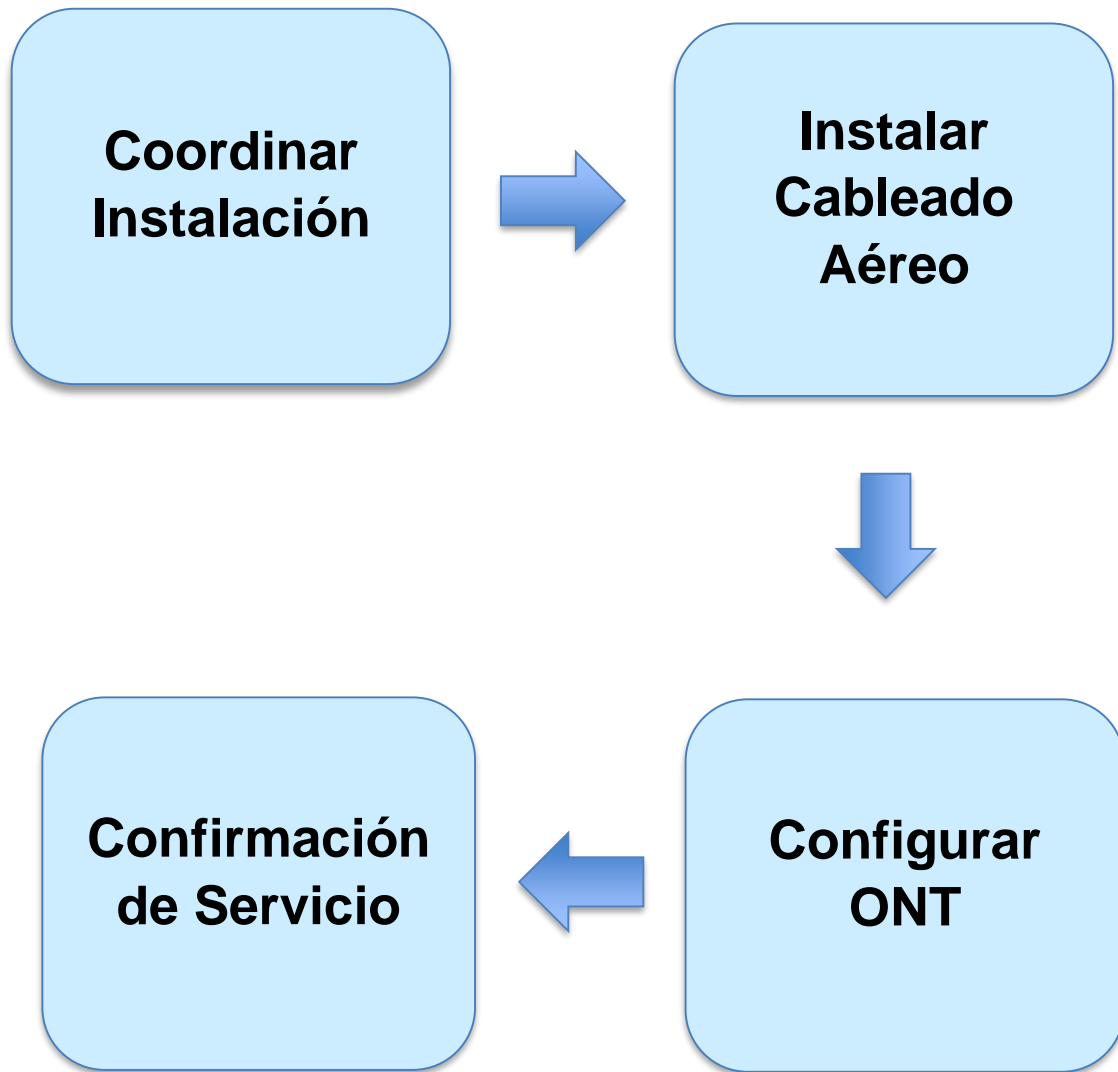 Coordinar
Instalación
Instalar
Cableado
Aéreo
Configurar
ONT
Confirmación
de Servicio